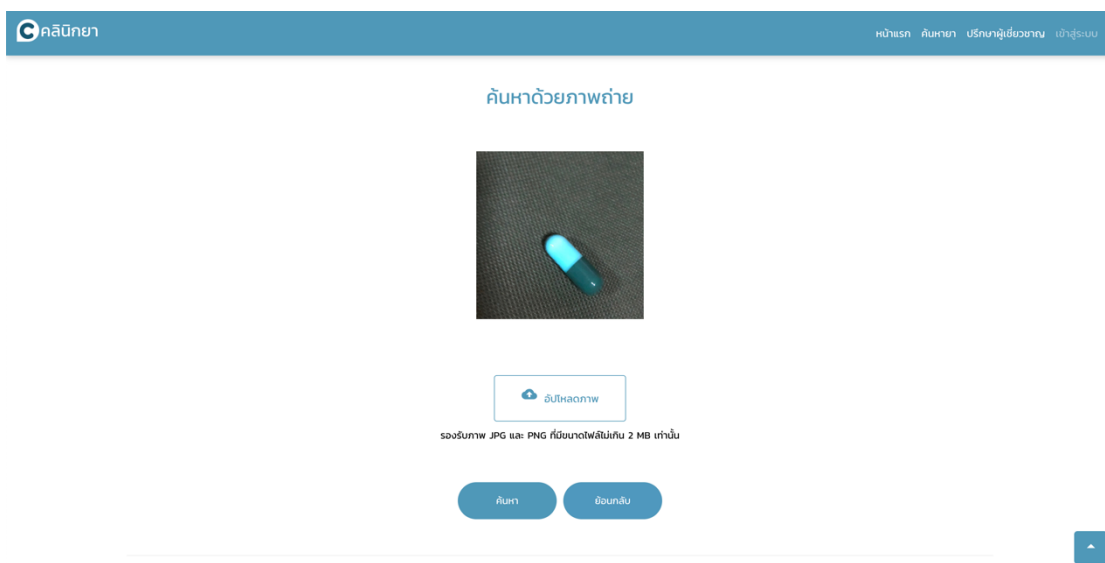 คลินิกยา
หน้าแรก ค้นหายา ปรึกษาผู้เชี่ยวชาญ เข้าสู่ระบบ
ค้นหาด้วยภาพถ่าย
อัปโหลดภาพ
รองรับภาพ JPG และ PNG ที่มีขนาดไฟล์ไม่เกิน 2 MB เท่านั้น
ค้นหา ย้อนกลับ